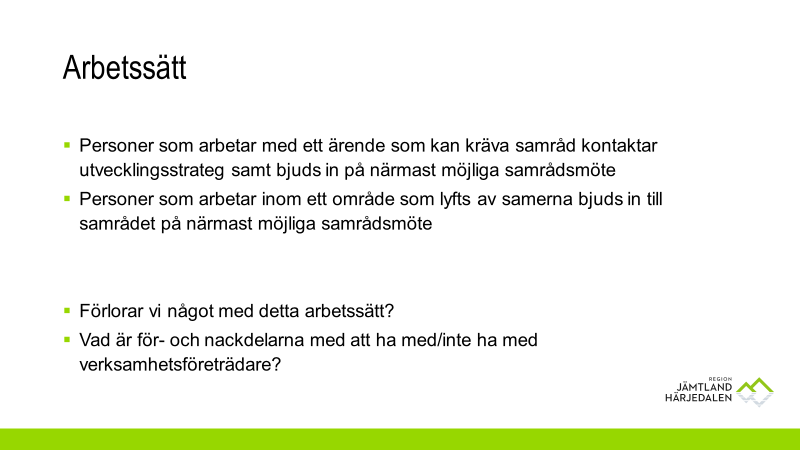 Arbetssätt
Personer som arbetar med ett ärende som kan kräva samråd kontaktar
utvecklingsstrateg samt bjuds in på närmast möjliga samrådsmöte
Personer som arbetar inom ett område som lyfts av samerna bjuds in till
samrådet på närmast möjliga samrådsmöte
Förlorar vi något med detta arbetssätt?
Vad är för- och nackdelarna med att ha med/inte ha med
verksamhetsföreträdare?
REGION
JÄMTLAND
HÄRJEDALEN